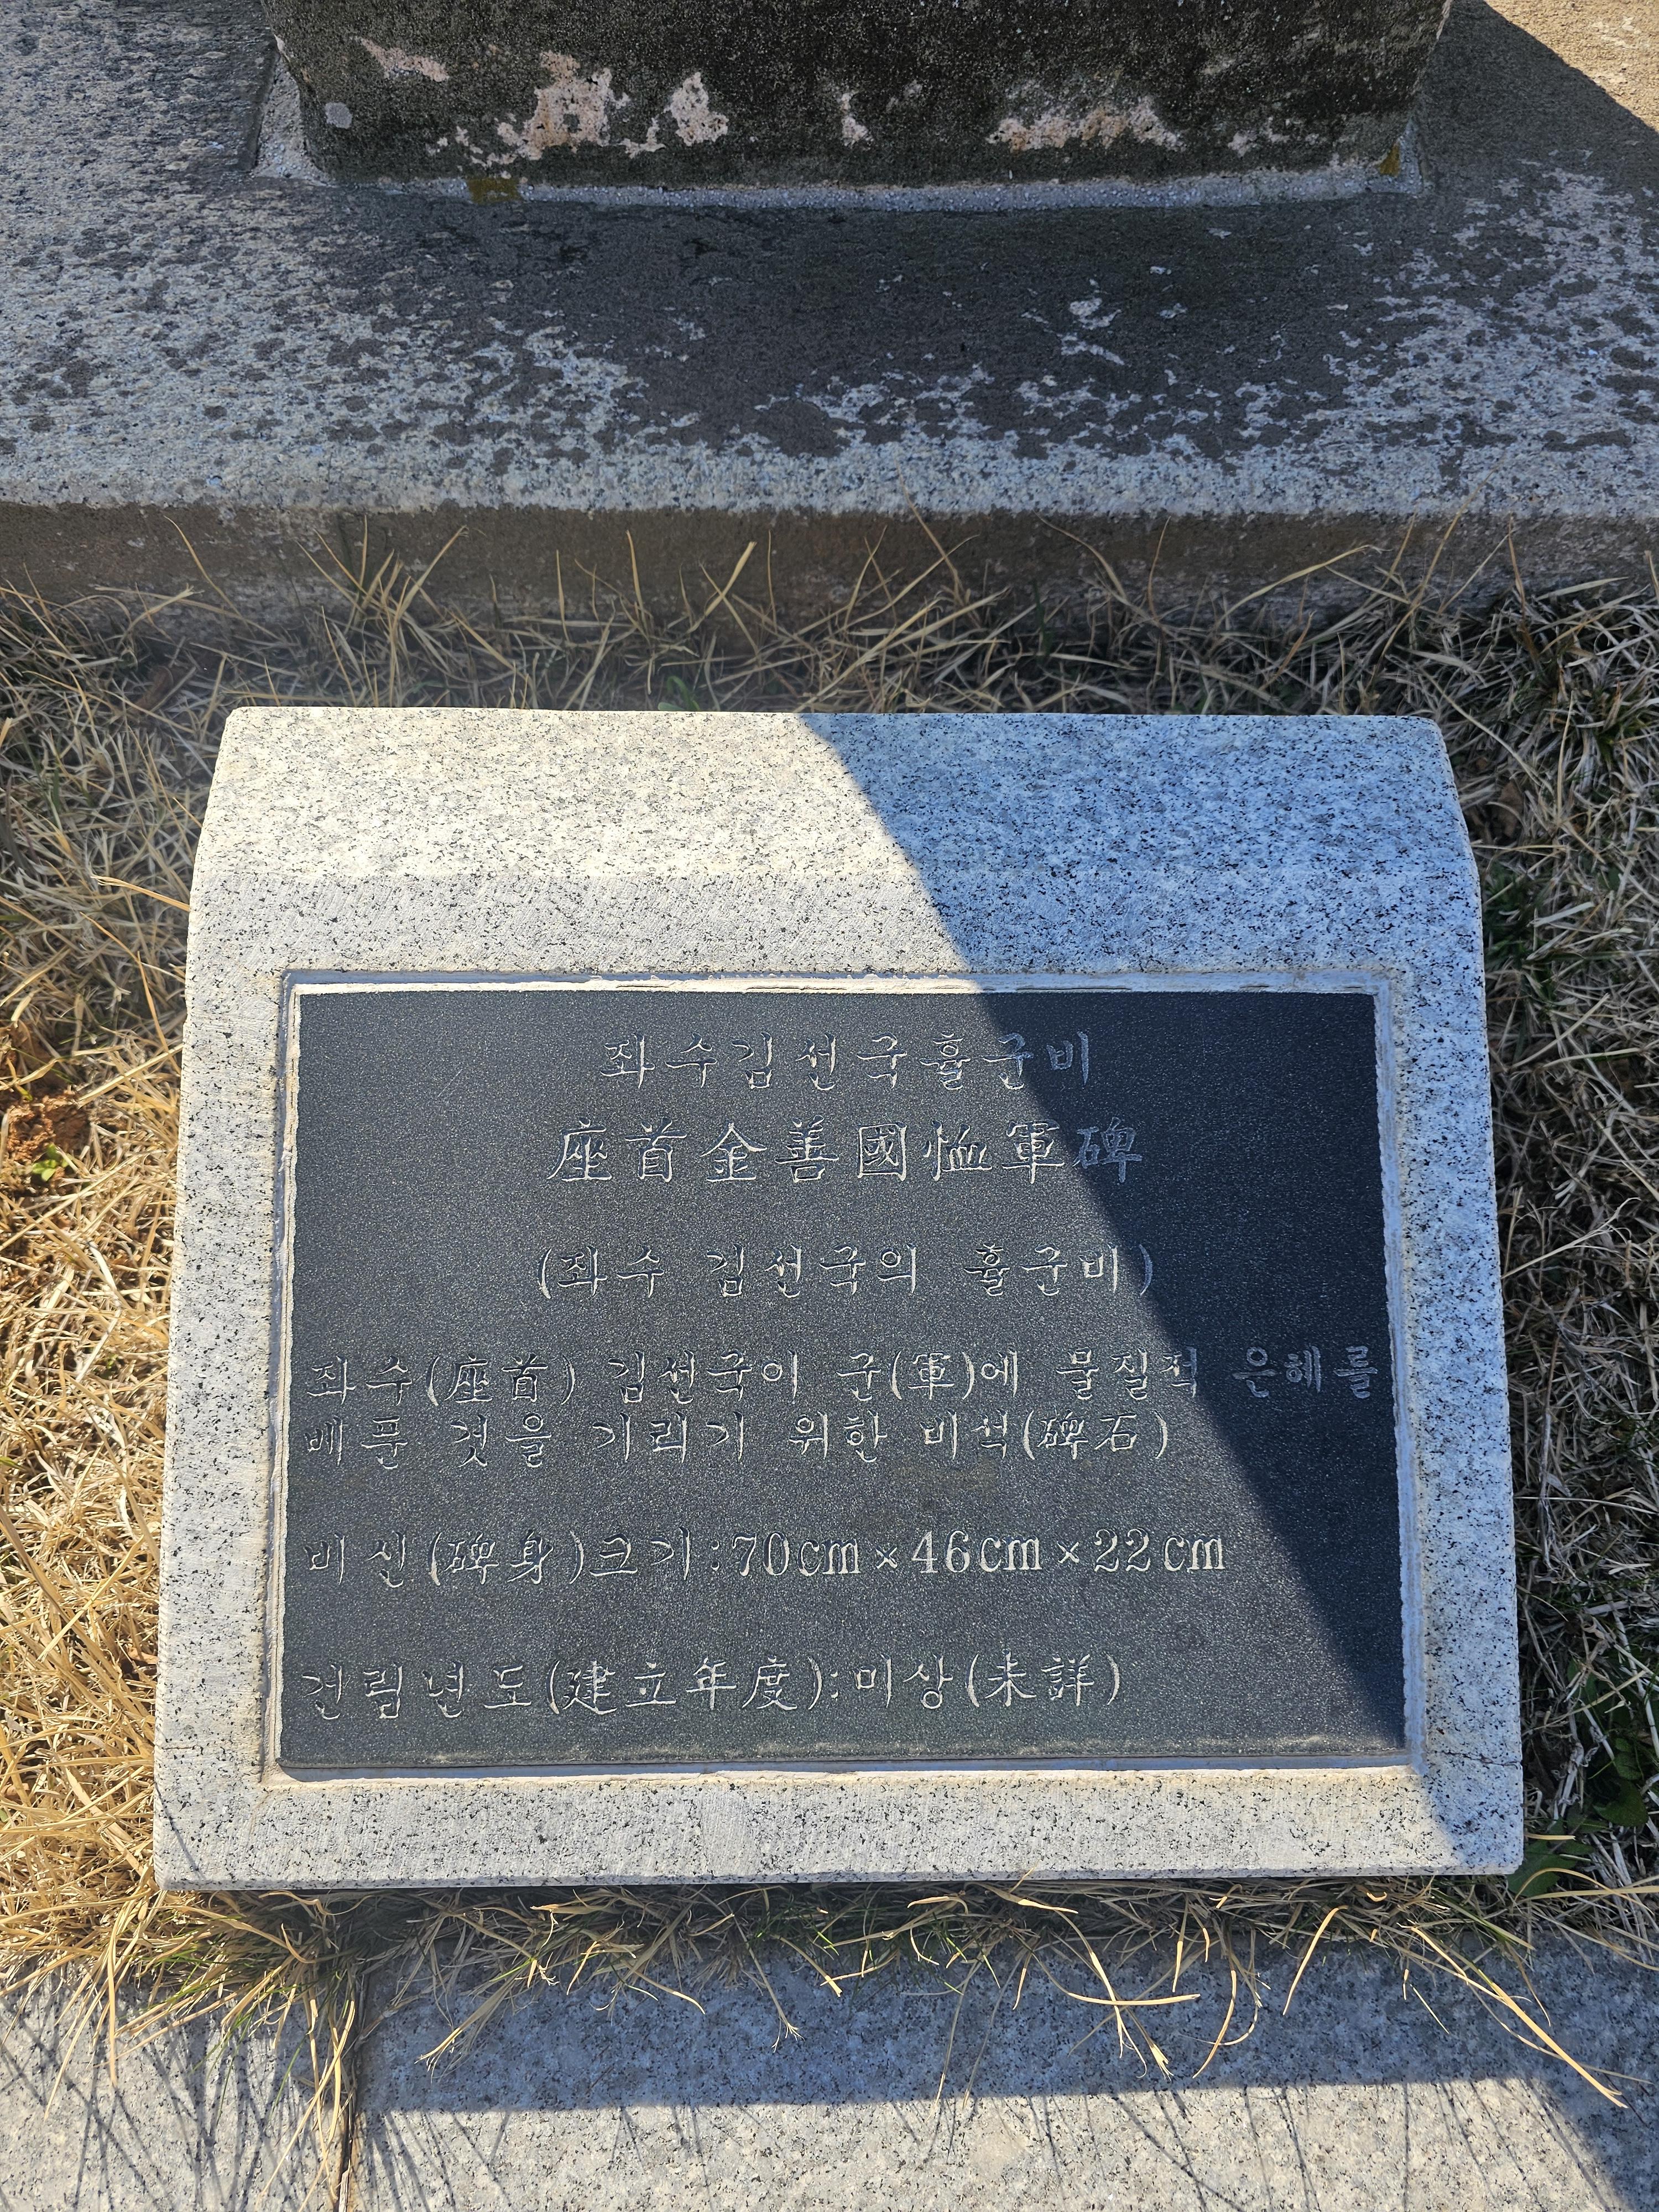 좌수김선국휼군비
座首金善國恤軍碑
(좌수 김선국의 휼군비)
좌수(座首) 김선국이 군(軍)에 물질적 은혜를
베푼 것을 기리기 위한 비석(碑石)
비신(碑身)크기:70cm×46cm×22cm
건립년도(建立年度):미상(未詳)